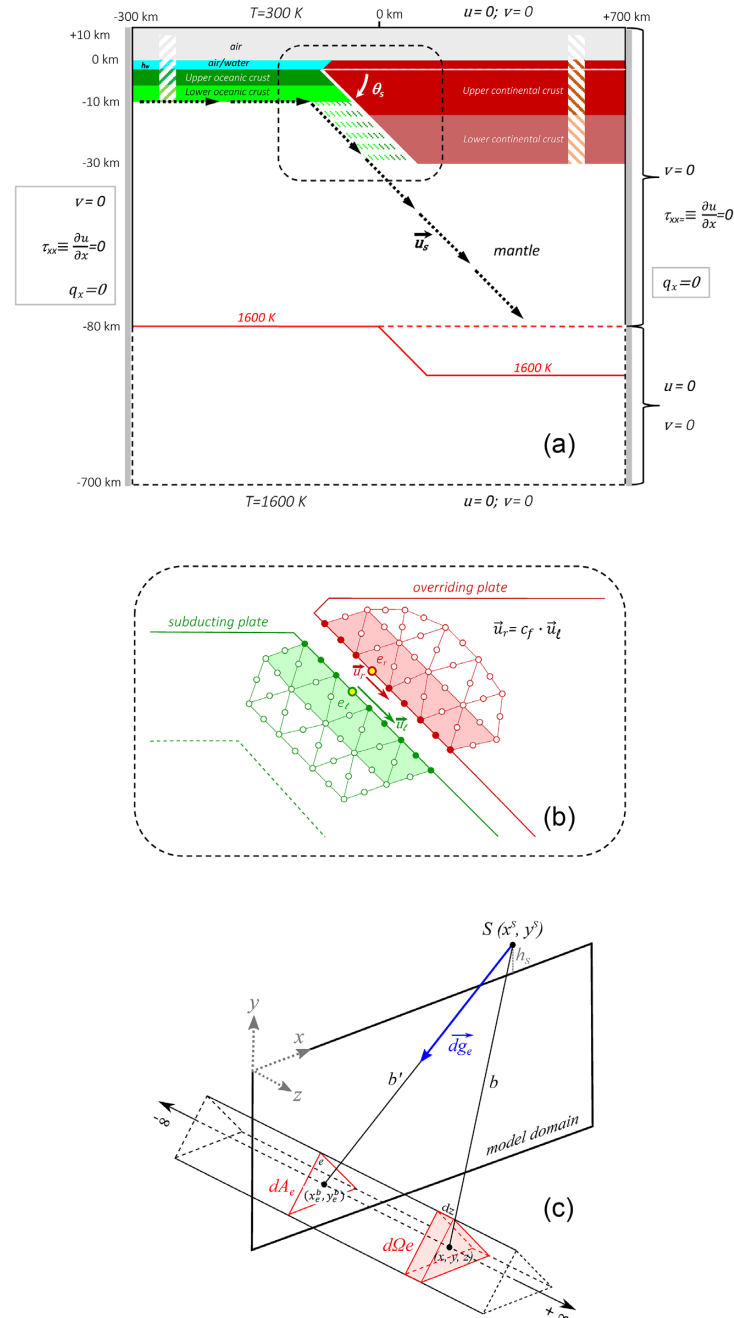 -300 km T=300 K 0 km u=0; v=0 +700 km
+10 km
air
0 km
hw air/water
Upper oceanic crust
Lower oceanic crust
-10 km
θs
Upper continental crust
Lower continental crust
-30 km
v=0
τxx≡ ∂u/∂x=0
qx=0
us
mantle
v=0
τxx=≡ ∂u/∂x=0
qx=0
-80 km
1600 K
1600 K
u=0
v=0
(a)
-700 km
T=1600 K u=0; v=0
overriding plate
subducting plate
ur= cf · uℓ
er
ur
eℓ
uℓ
(b)
S (xs, ys)
hs
y
x
z
dge
b'
b
model domain
-∞
e
dAe
(xeb, yeb)
dz
dΩe
(x, y, z)
(c)
+ ∞